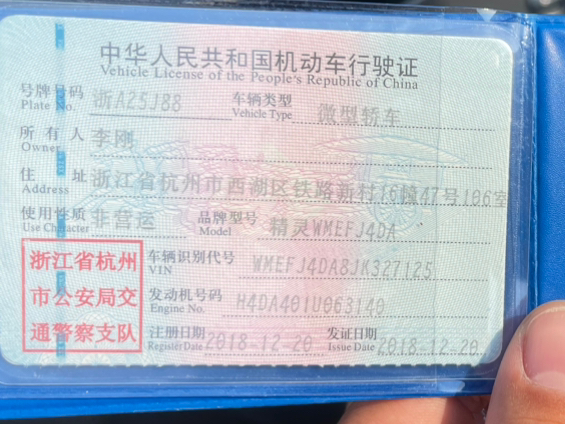 中华人民共和国机动车行驶证
Vehicle License of the People's Republic of China
号牌号码 浙A25J88 车辆类型 微型轿车
Plate No. Vehicle Type
所有人 李刚
Owner
住址 浙江省杭州市西湖区铁路新村16幢47号106室
Address
使用性质 非营运 品牌型号 精灵WMEFJ4DA
Use Character Model
浙江省杭州 车辆识别代号 WMEFJ4DA8JK327125
VIN
市公安局交 发动机号码 H4DA401U063140
Engine No.
通警察支队 注册日期 2018-12-20 发证日期 2018-12-20
Register Date Issue Date